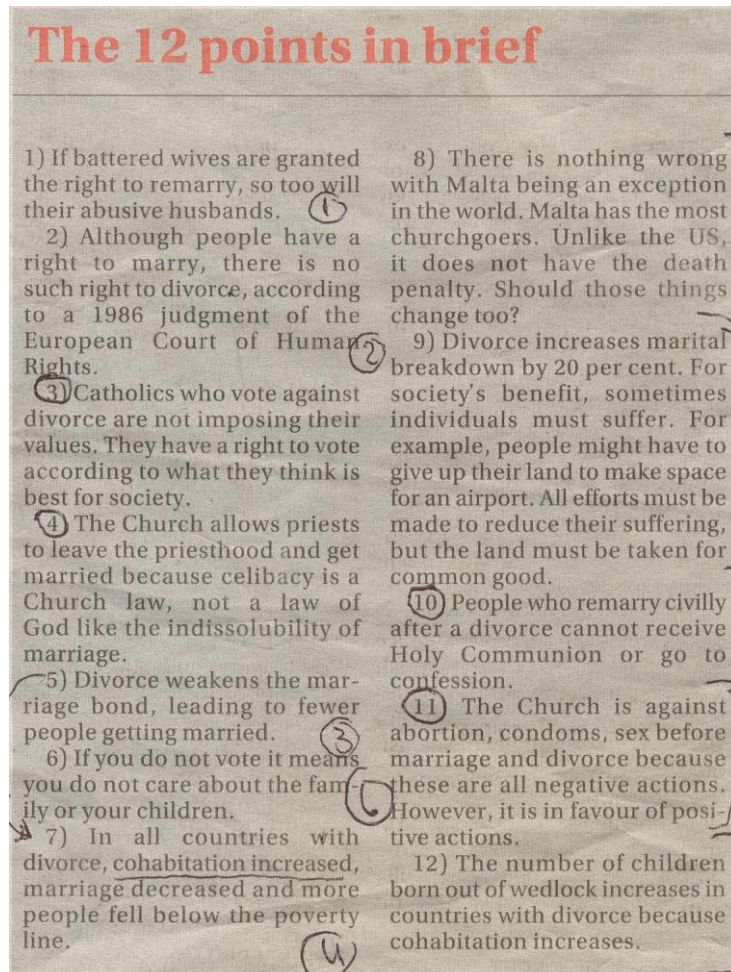 The 12 points in brief
1) If battered wives are granted
the right to remarry, so too will
their abusive husbands. 1
2) Although people have a
right to marry, there is no
such right to divorce, according
to a 1986 judgment of the
European Court of Human
Rights. 2
3) Catholics who vote against
divorce are not imposing their
values. They have a right to vote
according to what they think is
best for society.
4) The Church allows priests
to leave the priesthood and get
married because celibacy is a
Church law, not a law of
God like the indissolubility of
marriage.
5) Divorce weakens the mar-
riage bond, leading to fewer
people getting married. 3
6) If you do not vote it means
you do not care about the fam-
ily or your children.
7) In all countries with
divorce, cohabitation increased,
marriage decreased and more
people fell below the poverty
line. 4
8) There is nothing wrong
with Malta being an exception
in the world. Malta has the most
churchgoers. Unlike the US,
it does not have the death
penalty. Should those things
change too?
9) Divorce increases marital
breakdown by 20 per cent. For
society's benefit, sometimes
individuals must suffer. For
example, people might have to
give up their land to make space
for an airport. All efforts must be
made to reduce their suffering,
but the land must be taken for
common good.
10) People who remarry civilly
after a divorce cannot receive
Holy Communion or go to
confession.
11) The Church is against
abortion, condoms, sex before
marriage and divorce because
these are all negative actions.
However, it is in favour of posi-
tive actions.
12) The number of children
born out of wedlock increases in
countries with divorce because
cohabitation increases.